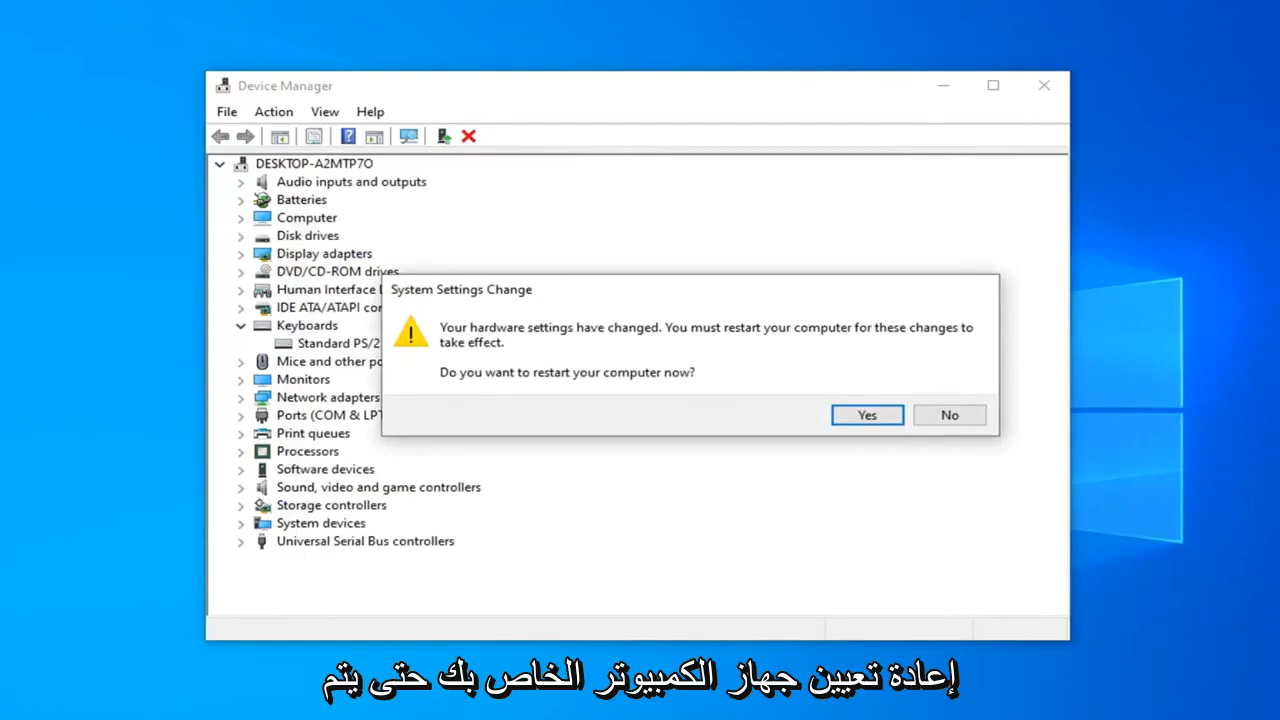 Device Manager
File Action View Help
DESKTOP-A2MTP7O
Audio inputs and outputs
Batteries
Computer
Disk drives
Display adapters
DVD/CD-ROM drives
Human Interface
IDE ATA/ATAPI
Keyboards
Standard PS/2
Mice and other
Monitors
Network adapters
Ports (COM & LPT
Print queues
Processors
Software devices
Sound, video and game controllers
Storage controllers
System devices
Universal Serial Bus controllers
System Settings Change
Your hardware settings have changed. You must restart your computer for these changes to
take effect.
Do you want to restart your computer now?
Yes No
إعادة تعيين جهاز الكمبيوتر الخاص بك حتى يتم